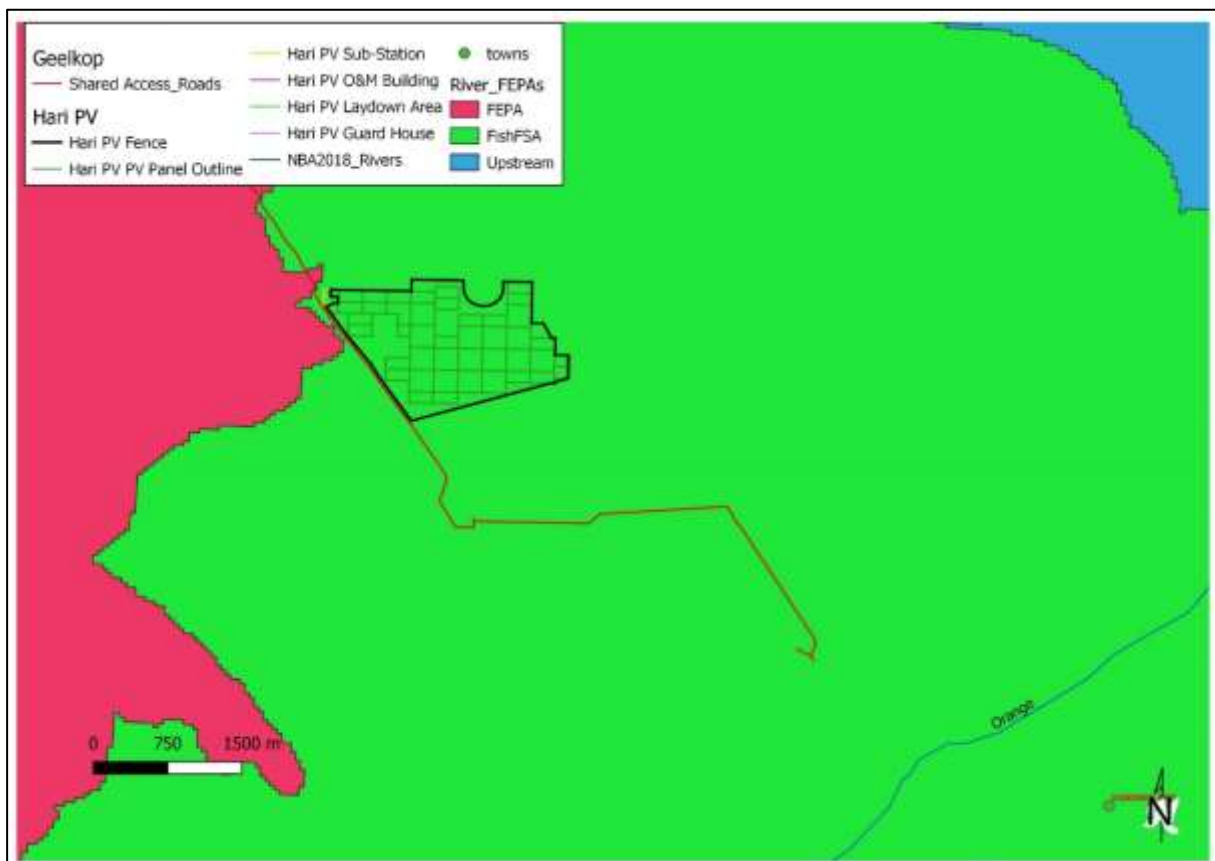 Geelkop
Shared Access_Roads
Hari PV
Hari PV Fence
Hari PV PV Panel Outline
Hari PV Sub-Station
Hari PV O&M Building
Hari PV Laydown Area
Hari PV Guard House
NBA2018_Rivers
towns
River_FEPAs
FEPA
FishFSA
Upstream
Orange
0 750 1500 m
N